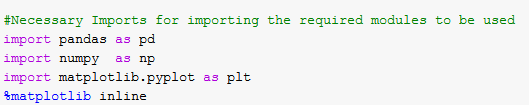 #Necessary Imports for importing the required modules to be used
import pandas as pd
import numpy  as np
import matplotlib.pyplot as plt
%matplotlib inline